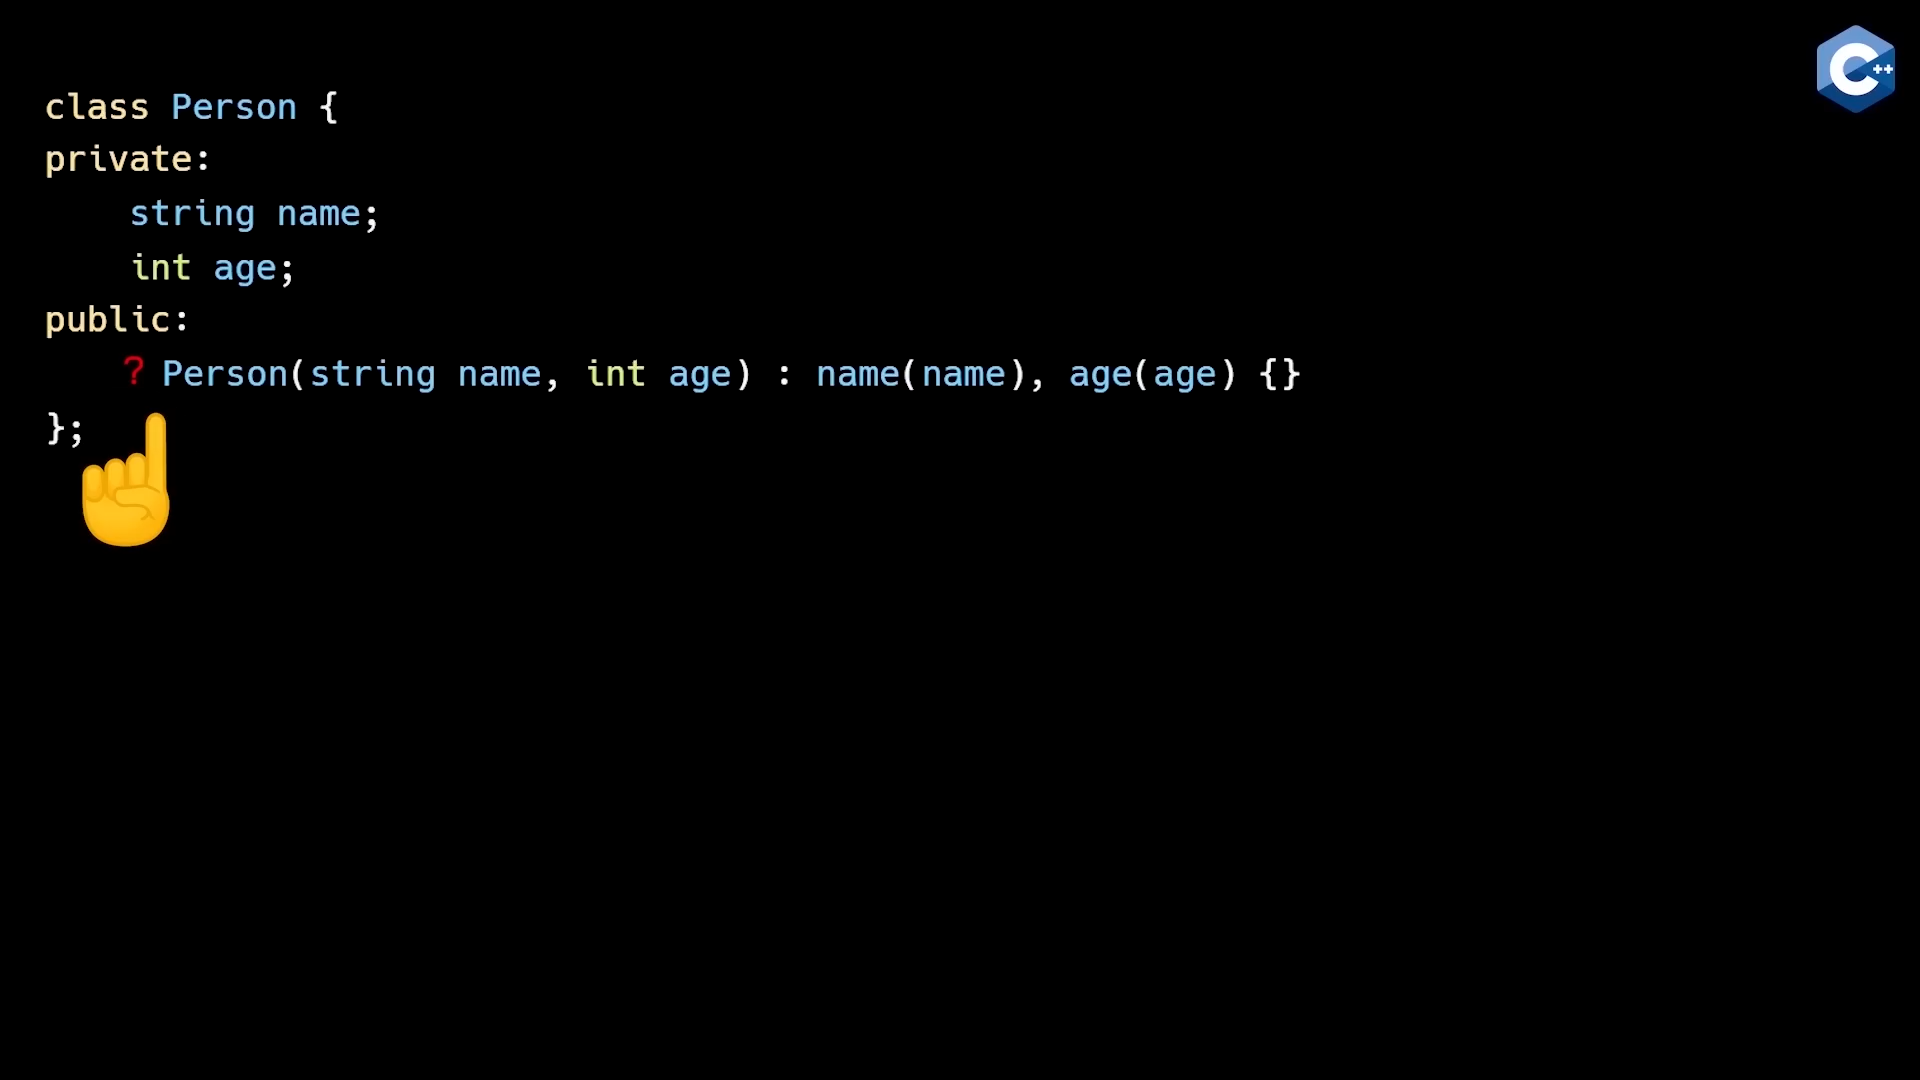 C++
class Person {
private:
    string name;
    int age;
public:
    ? Person(string name, int age) : name(name), age(age) {}
};